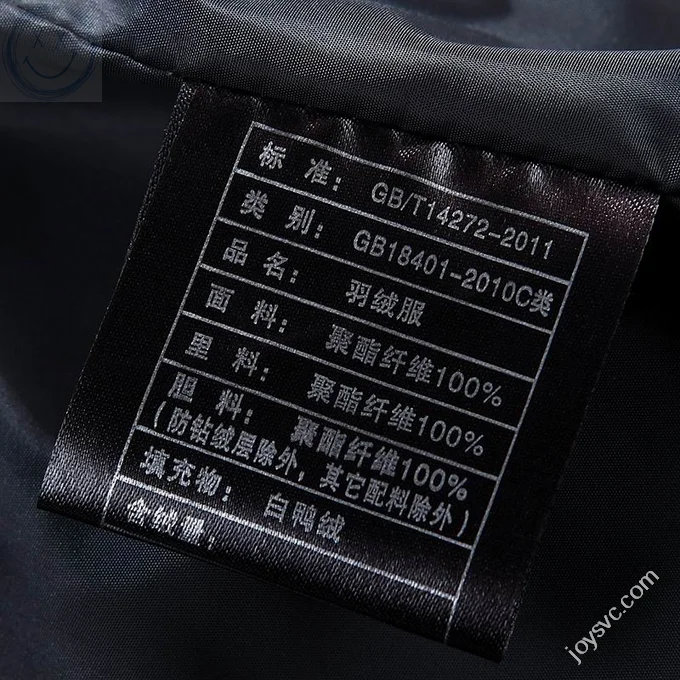 标准：GB/T14272-2011
类别：GB18401-2010C类
品名：羽绒服
面料：聚酯纤维100%
里料：聚酯纤维100%
胆料：聚酯纤维100%
（防钻绒层除外，其它配料除外）
填充物：白鸭绒
含绒量：
joysvc.com